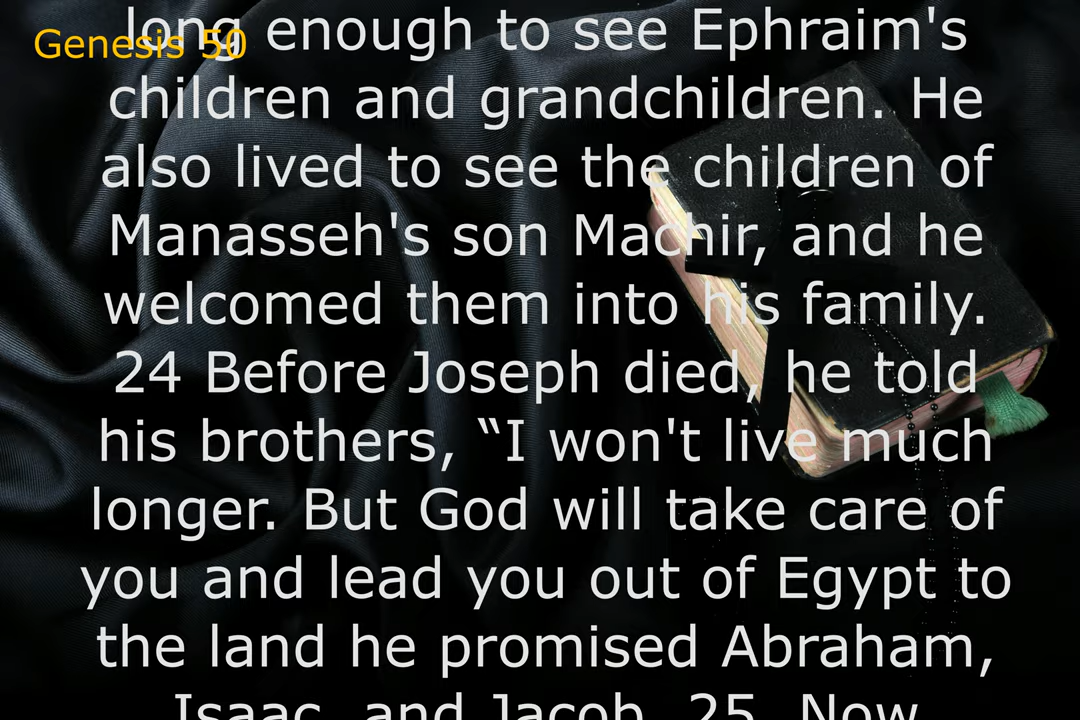 Genesis 50
long enough to see Ephraim's
children and grandchildren. He
also lived to see the children of
Manasseh's son Machir, and he
welcomed them into his family.
24 Before Joseph died, he told
his brothers, “I won't live much
longer. But God will take care of
you and lead you out of Egypt to
the land he promised Abraham,
Isaac, and Jacob. 25  Now